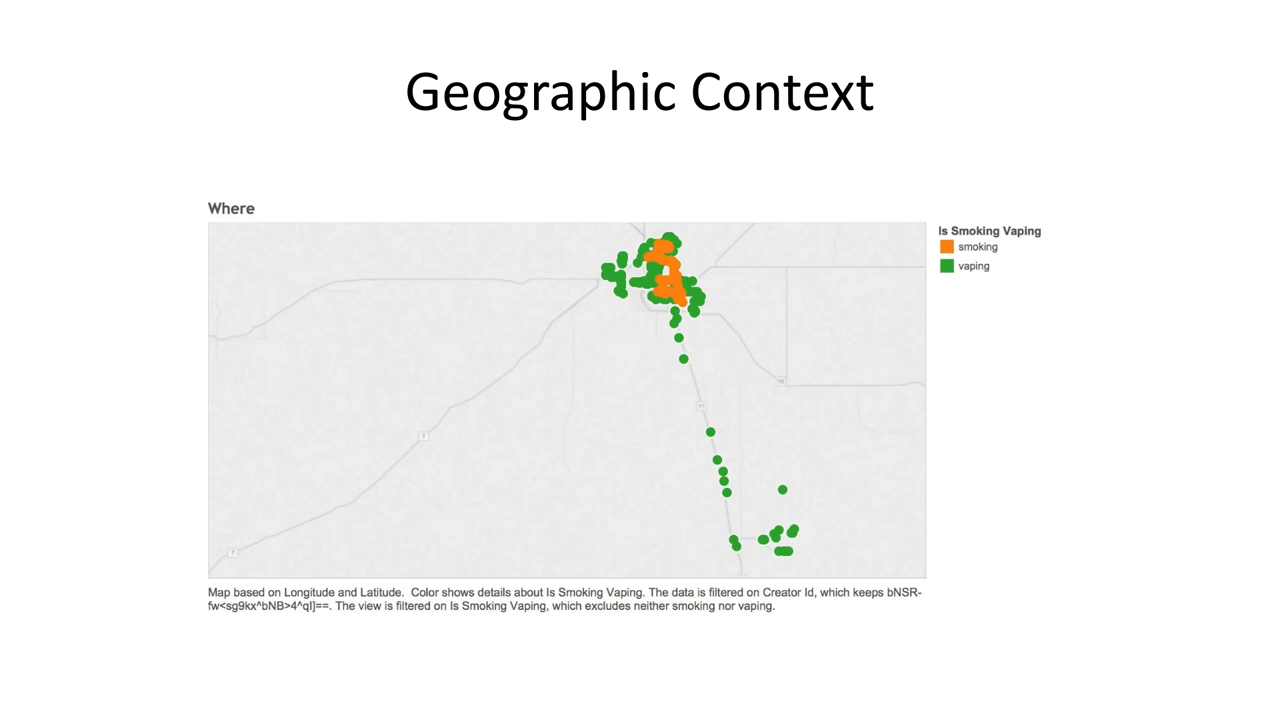 Geographic Context
Where
Is Smoking Vaping
smoking
vaping
7
7
Map based on Longitude and Latitude.  Color shows details about Is Smoking Vaping. The data is filtered on Creator Id, which keeps bNSR-
fw<sg9kx^bNB>4^qI]==. The view is filtered on Is Smoking Vaping, which excludes neither smoking nor vaping.